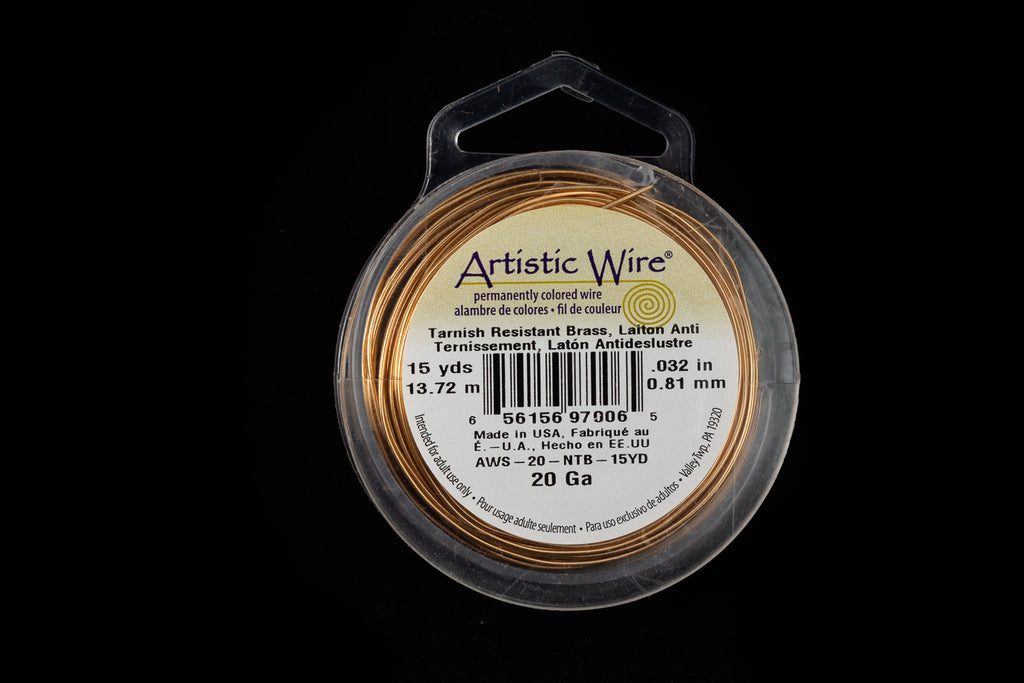 Artistic Wire®
permanently colored wire
alambre de colores • fil de couleur
Tarnish Resistant Brass, Laiton Anti
Ternissement, Latón Antideslustre
15 yds
13.72 m
.032 in
0.81 mm
6 56156 97006 5
Made in USA, Fabriqué au
É.-U.A., Hecho en EE.UU
AWS-20-NTB-15YD
20 Ga
Intended for adult use only • Pour usage adulte seulement • Para uso exclusivo de adultos • Valley Twp, PA 19320